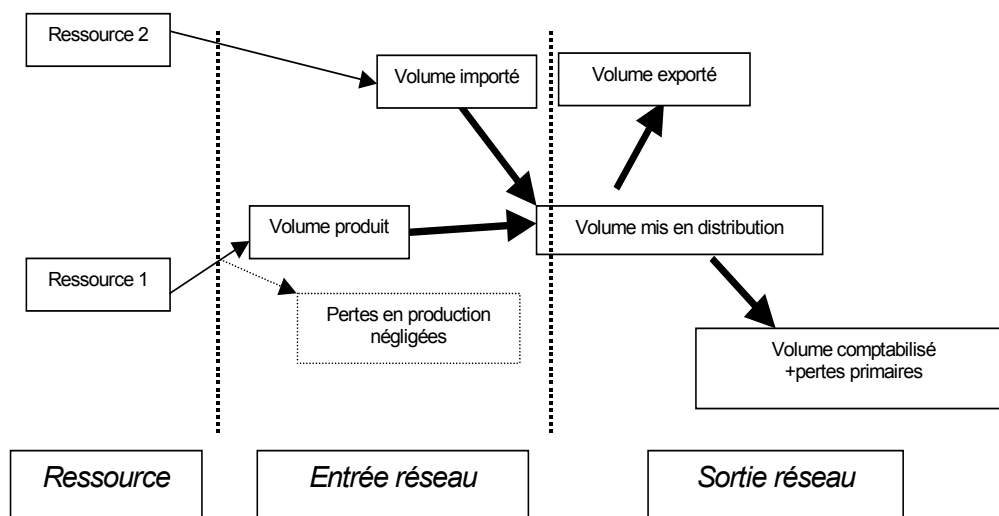 Ressource 2
Volume importé
Volume exporté
Volume produit
Volume mis en distribution
Ressource 1
Pertes en production
négligées
Volume comptabilisé
+pertes primaires
Ressource
Entrée réseau
Sortie réseau